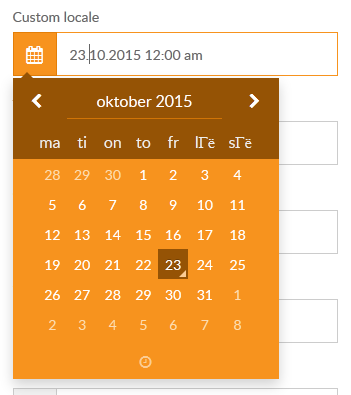 Custom locale
23.10.2015 12:00 am
oktober 2015
ma ti on to fr lГё sГё
28 29 30 1 2 3 4
5 6 7 8 9 10 11
12 13 14 15 16 17 18
19 20 21 22 23 24 25
26 27 28 29 30 31 1
2 3 4 5 6 7 8